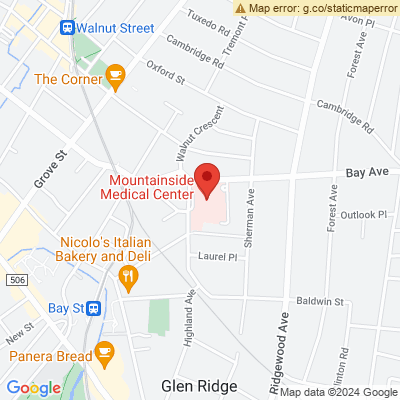 Map error: g.co/staticmaperror
Walnut Street
Tuxedo Rd
Tremont Pl
Avon Pl
Cambridge Rd
Forest Ave
The Corner
Oxford St
Cambridge Rd
Walnut Crescent
Grove St
Mountainside
Medical Center
Bay Ave
Sherman Ave
Forest Ave
Outlook Pl
Nicolo's Italian
Bakery and Deli
Laurel Pl
506
Bay St
Highland Ave
Baldwin St
New St
Ridgewood Ave
Panera Bread
Glen Ridge
Google
Map data ©2024 Google